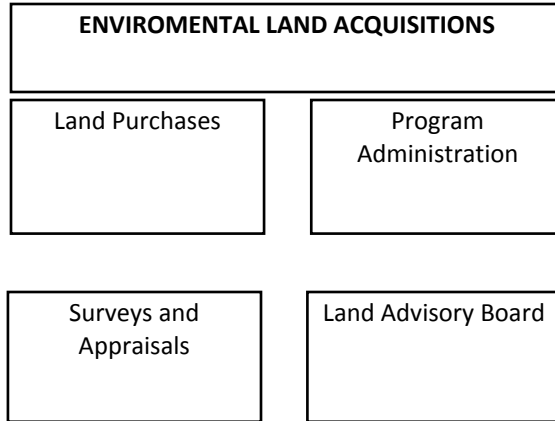 ENVIROMENTAL LAND ACQUISITIONS
Land Purchases
Program
Administration
Surveys and
Appraisals
Land Advisory Board